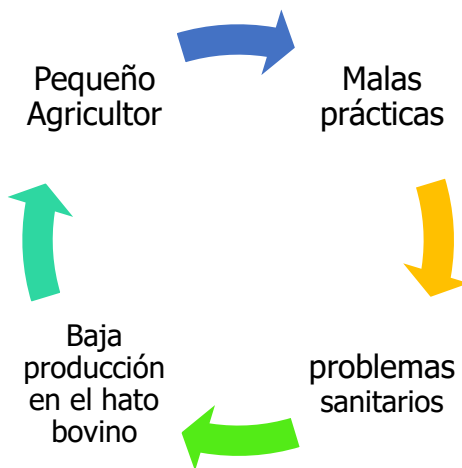 Pequeño
Agricultor
Malas
prácticas
problemas
sanitarios
Baja
producción
en el hato
bovino